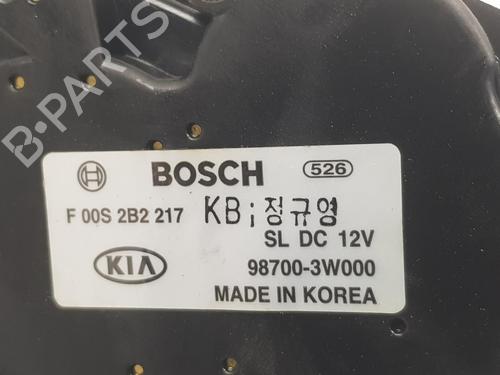 B-PARTS
BOSCH 526
F 00S 2B2 217 KB;정규영
SL DC 12V
KIA 98700-3W000
MADE IN KOREA